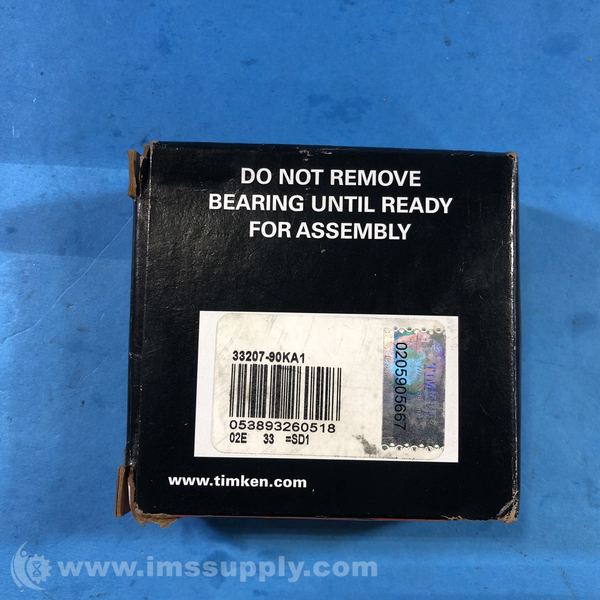 DO NOT REMOVE
BEARING UNTIL READY
FOR ASSEMBLY
33207-90KA1
053893260518
02E 33 =SD1
0205905667
TIMKEN
www.timken.com
www.imssupply.com